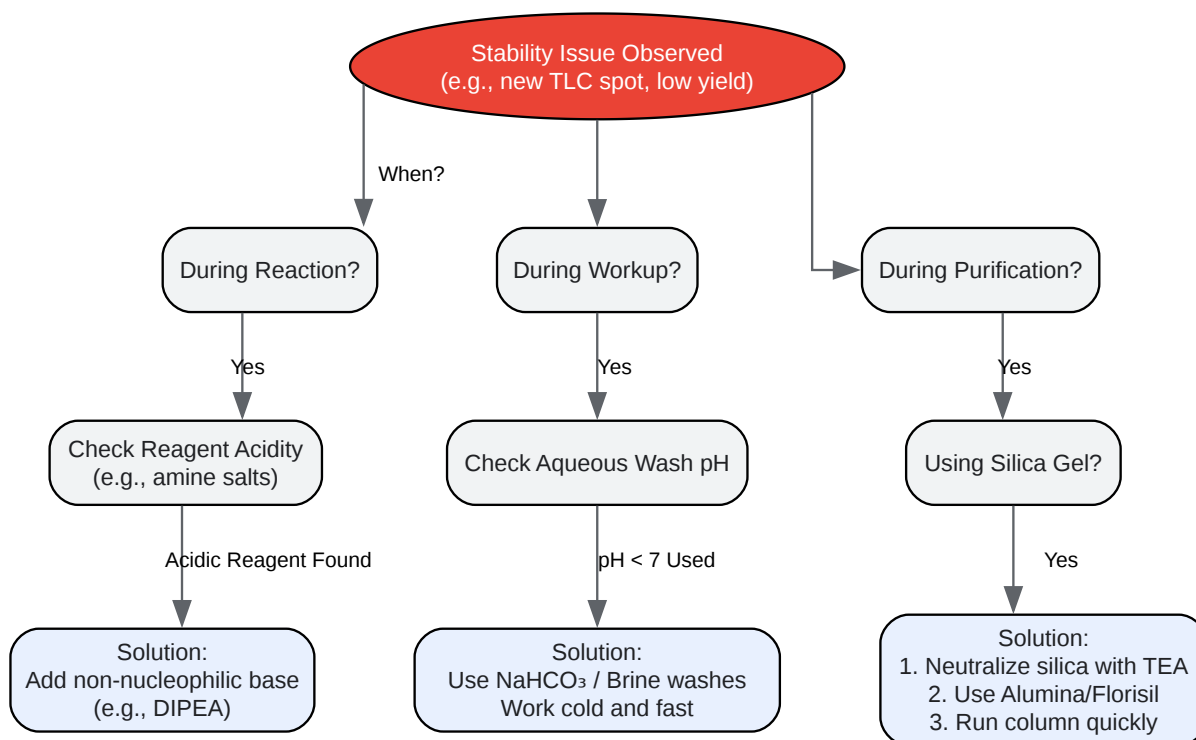 Stability Issue Observed
(e.g., new TLC spot, low yield)
When?
During Reaction?
During Workup?
During Purification?
Yes
Yes
Yes
Check Reagent Acidity
(e.g., amine salts)
Check Aqueous Wash pH
Using Silica Gel?
Acidic Reagent Found
pH < 7 Used
Yes
Solution:
Add non-nucleophilic base
(e.g., DIPEA)
Solution:
Use NaHCO₃ / Brine washes
Work cold and fast
Solution:
1. Neutralize silica with TEA
2. Use Alumina/Florisil
3. Run column quickly